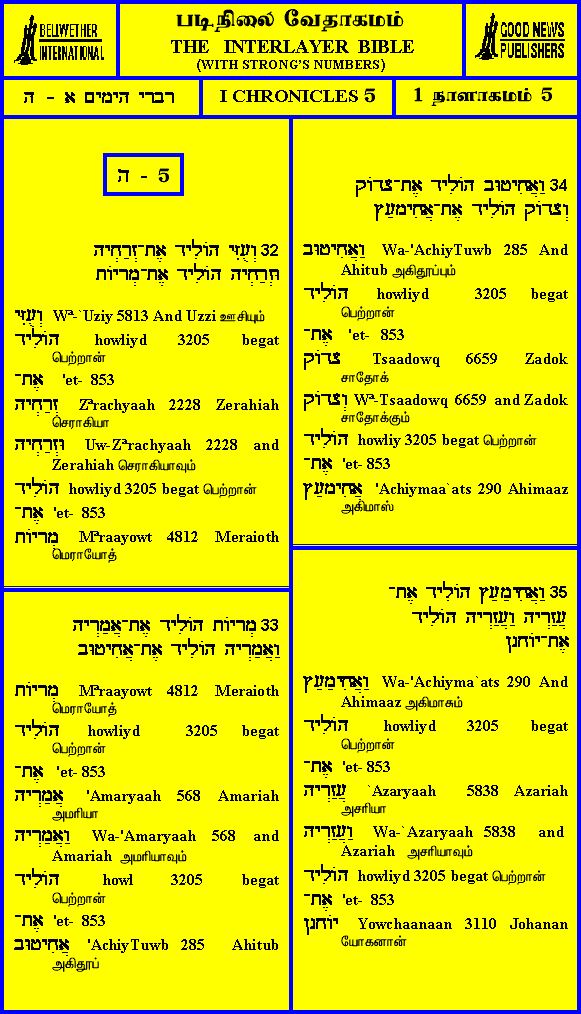 BELLWETHER
INTERNATIONAL
படிநிலை வேதாகமம்
THE INTERLAYER BIBLE
(WITH STRONG'S NUMBERS)
GOOD NEWS
PUBLISHERS
רברי הימים א - ה
I CHRONICLES 5
1 நாளாகமம் 5
ה - 5
32 וְעֻזִּי הוֹלִיד אֶת־זְרַחְיָה
וּזְרַחְיָה הוֹלִיד אֶת־מְרָיוֹת
וְעֻזִּי Wª-`Uziy 5813 And Uzzi ஊசியும்
הוֹלִיד howliyd 3205 begat
பெற்றான்
אֶת־ 'et- 853
זְרַחְיָה Zªrachyaah 2228 Zerahiah
செராகியா
וּזְרַחְיָה Uw-Zªrachyaah 2228 and
Zerahiah செராகியாவும்
הוֹלִיד howliyd 3205 begat பெற்றான்
אֶת־ 'et- 853
מְרָיוֹת Mªraayowt 4812 Meraioth
மெராயோத்
33 מְרָיוֹת הוֹלִיד אֶת־אֲמַרְיָה
וַאֲמַרְיָה הוֹלִיד אֶת־אֲחִיטוּב
מְרָיוֹת Mªraayowt 4812 Meraioth
மெராயோத்
הוֹלִיד howliyd 3205 begat
பெற்றான்
אֶת־ 'et- 853
אֲמַרְיָה 'Amaryaah 568 Amariah
அமரியா
וַאֲמַרְיָה Wa-'Amaryaah 568 and
Amariah அமரியாவும்
הוֹלִיד howl 3205 begat
பெற்றான்
אֶת־ 'et- 853
אֲחִיטוּב 'AchiyTuwb 285 Ahitub
அகிதூப்
34 וַאֲחִיטוּב הוֹלִיד אֶת־צָדוֹק
וְצָדוֹק הוֹלִיד אֶת־אֲחִימָעַץ
וַאֲחִיטוּב Wa-'AchiyTuwb 285 And
Ahitub அகிதூப்பும்
הוֹלִיד howliyd 3205 begat
பெற்றான்
אֶת־ 'et- 853
צָדוֹק Tsaadowq 6659 Zadok
சாதோக்
וְצָדוֹק Wª-Tsaadowq 6659 and Zadok
சாதோக்கும்
הוֹלִיד howliy 3205 begat பெற்றான்
אֶת־ 'et- 853
אֲחִימָעַץ 'Achiymaa`ats 290 Ahimaaz
அகிமாஸ்
35 וַאֲחִימַעַץ הוֹלִיד אֶת־
עֲזַרְיָה וַעֲזַרְיָה הוֹלִיד
אֶת־יוֹחָנָן
וַאֲחִימַעַץ Wa-'Achiyma`ats 290 And
Ahimaaz அகிமாசும்
הוֹלִיד howliyd 3205 begat
பெற்றான்
אֶת־ 'et- 853
עֲזַרְיָה `Azaryaah 5838 Azariah
அசரியா
וַעֲזַרְיָה Wa-`Azaryaah 5838 and
Azariah அசரியாவும்
הוֹלִיד howliyd 3205 begat பெற்றான்
אֶת־ 'et- 853
יוֹחָנָן Yowchaanaan 3110 Johanan
யோகனான்